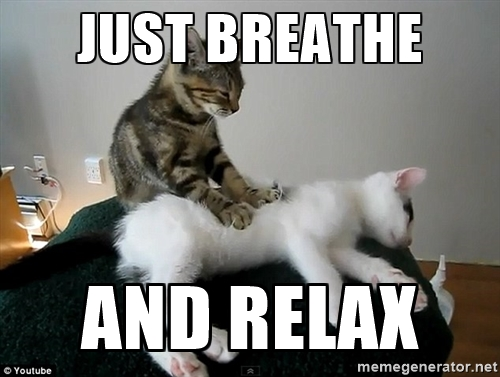 JUST BREATHE
AND RELAX
© Youtube
memegenerator.net